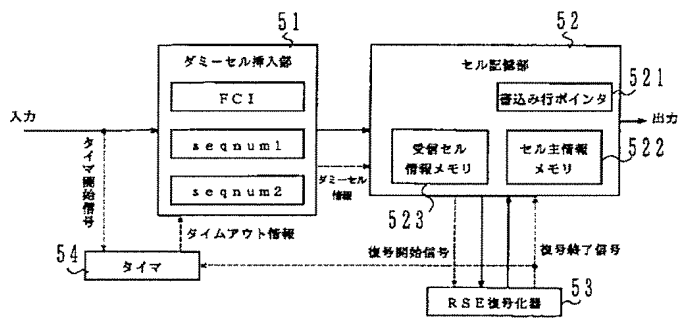 51
ダミーセル挿入部
FCI
seqnum1
seqnum2
52
セル記憶部
書込み行ポインタ
521
入力
出力
受信セル
情報メモリ
セル主情報
メモリ
522
523
タイマ開始信号
ダミーセル
情報
タイムアウト情報
54
タイマ
復号開始信号
復号終了信号
RSE復号化器
53